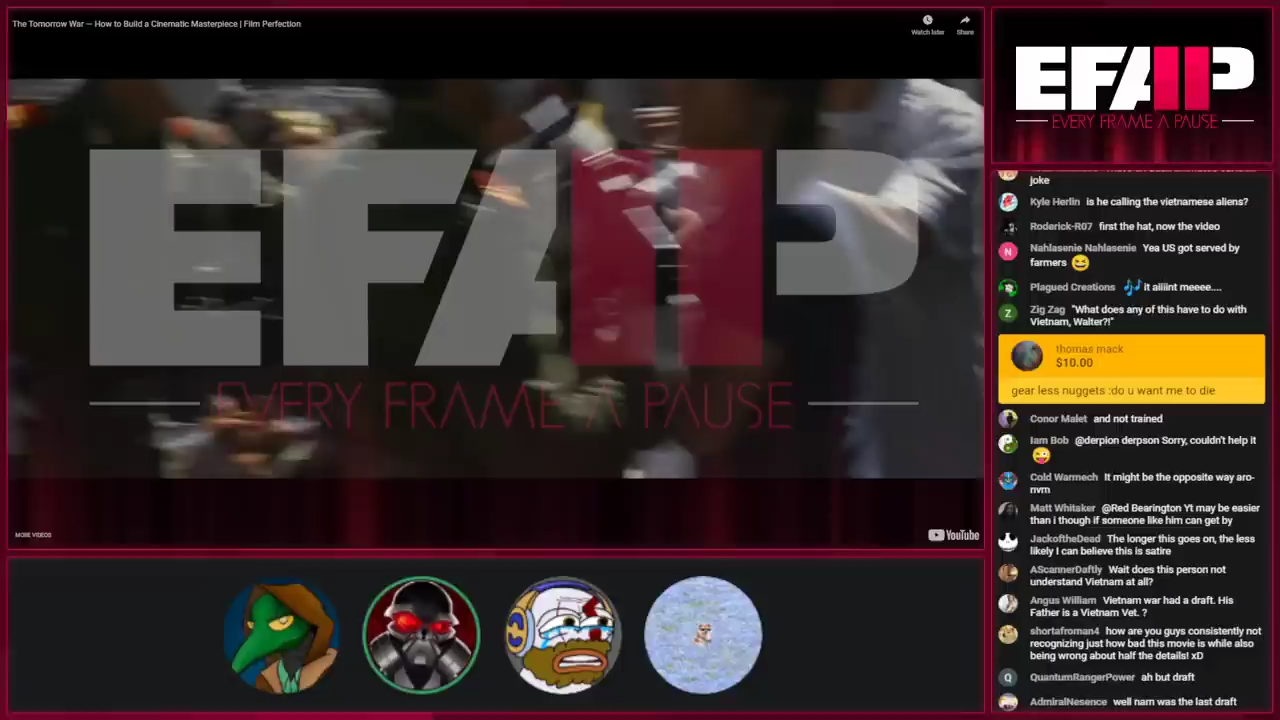 The Tomorrow War — How to Build a Cinematic Masterpiece | Film Perfection
Watch later
Share
EFAP
EVERY FRAME A PAUSE
MORE VIDEOS
YouTube
EFAP
EVERY FRAME A PAUSE
joke
Kyle Herlin is he calling the vietnamese aliens?
Roderick-R07 first the hat, now the video
N
Nahlasenie Nahlasenie Yea US got served by
farmers 😆
Plagued Creations 🎶 it aiiint meeee....
Z
Zig Zag "What does any of this have to do with
Vietnam, Walter?!"
thomas mack
$10.00
gear less nuggets :do u want me to die
Conor Malet and not trained
Iam Bob @derpion derpson Sorry, couldn't help it
😜
Cold Warmech It might be the opposite way aro-
nvm
Matt Whitaker @Red Bearington Yt may be easier
than i though if someone like him can get by
JackoftheDead The longer this goes on, the less
likely I can believe this is satire
AScannerDaftly Wait does this person not
understand Vietnam at all?
Angus William Vietnam war had a draft. His
Father is a Vietnam Vet. ?
shortafroman4 how are you guys consistently not
recognizing just how bad this movie is while also
being wrong about half the details! xD
Q
QuantumRangerPower ah but draft
AdmiralNesence well nam was the last draft